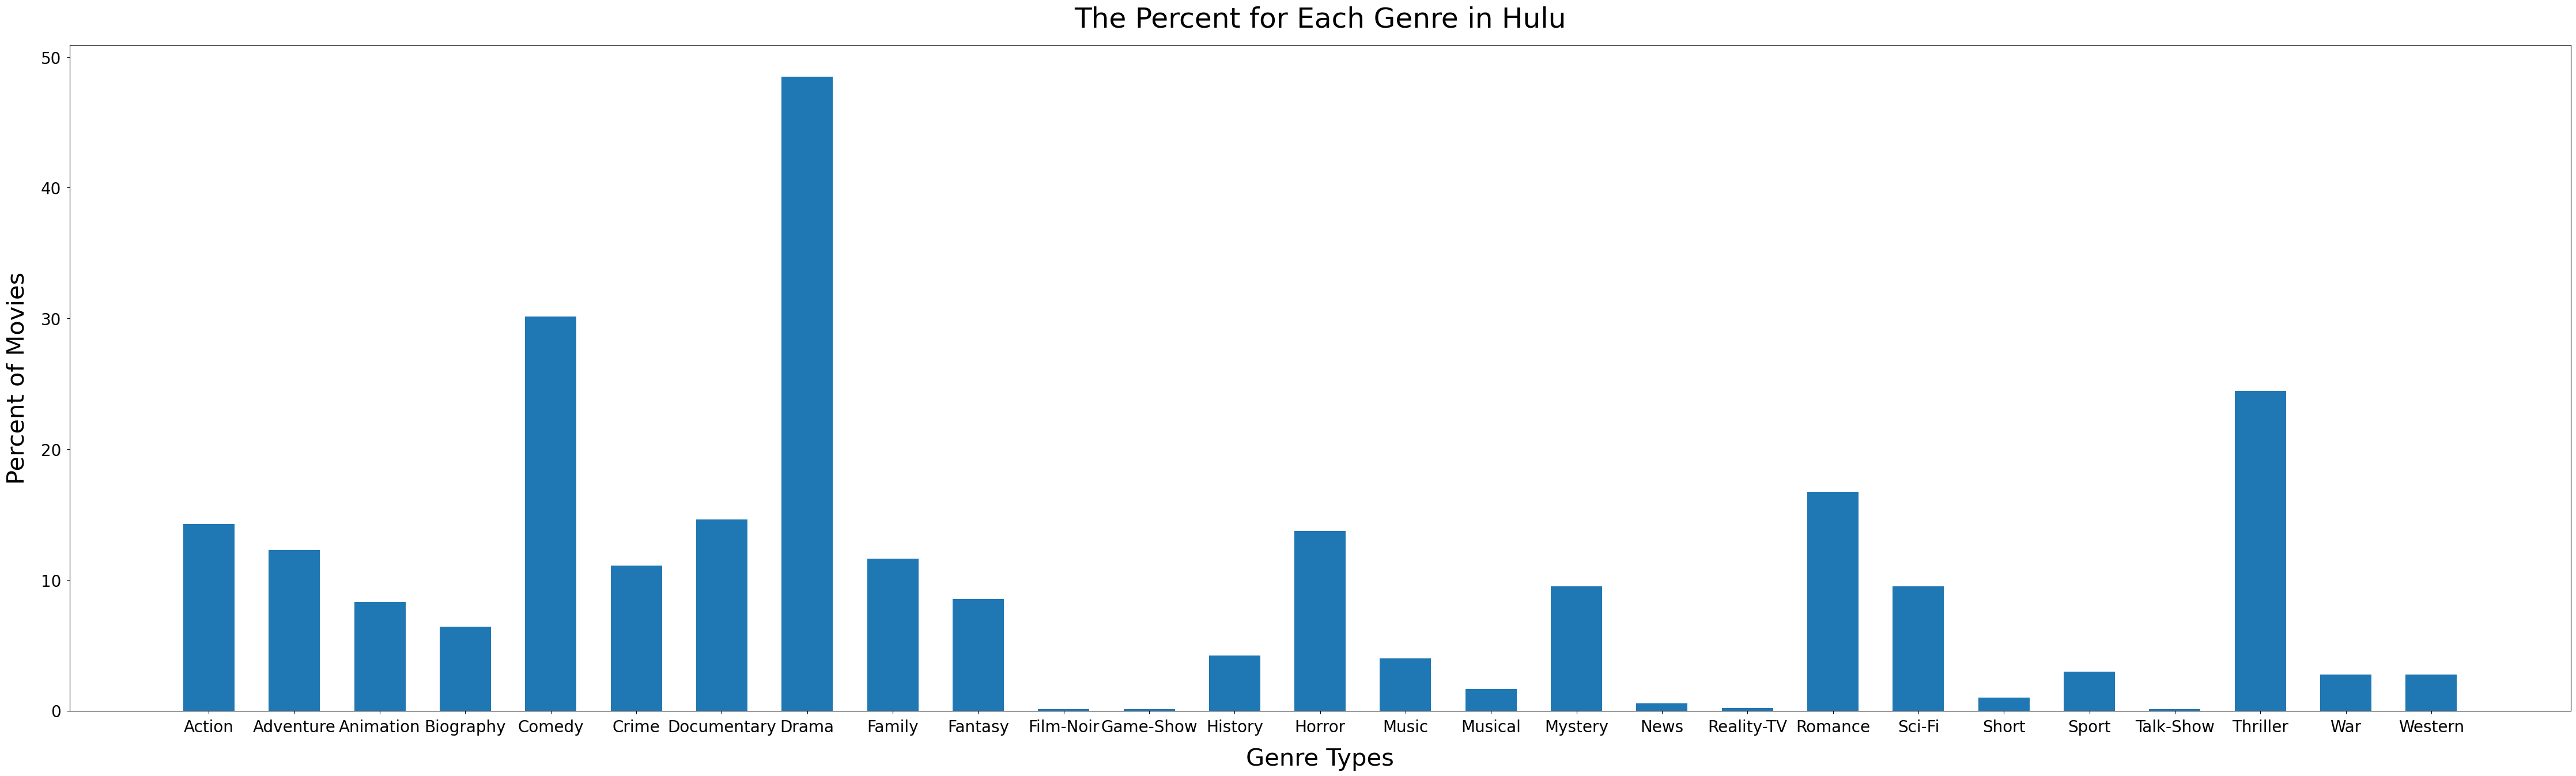 The Percent for Each Genre in Hulu
Percent of Movies
50
40
30
20
10
0
Action Adventure Animation Biography Comedy Crime Documentary Drama Family Fantasy Film-Noir Game-Show History Horror Music Musical Mystery News Reality-TV Romance Sci-Fi Short Sport Talk-Show Thriller War Western
Genre Types